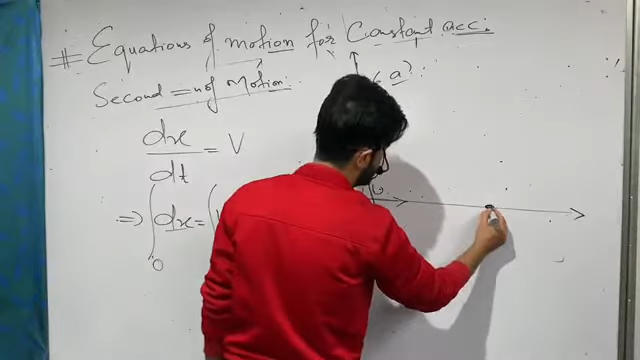 # Equations of motion for Constant acc:
Second =n of Motion: (a)
dx/dt = V
⇒ ∫ dx = (
0